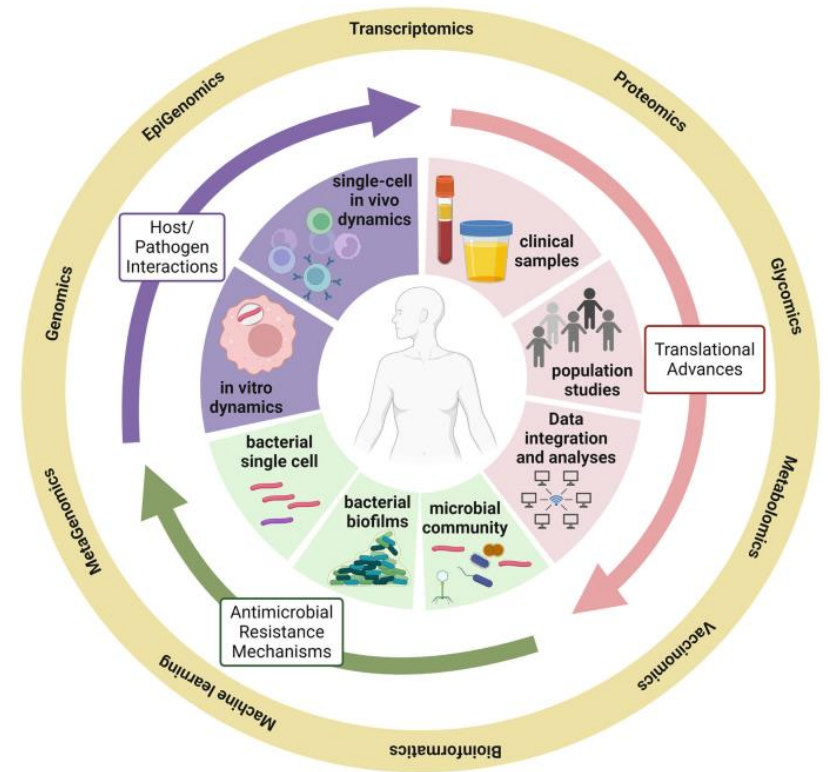 Transcriptomics
Proteomics
Glycomics
Metabolomics
Vaccinomics
Bioinformatics
Machine learning
MetaGenomics
Genomics
EpiGenomics
Host/
Pathogen
Interactions
Translational
Advances
Antimicrobial
Resistance
Mechanisms
single-cell
in vivo
dynamics
clinical
samples
population
studies
Data
integration
and analyses
microbial
community
bacterial
biofilms
bacterial
single cell
in vitro
dynamics